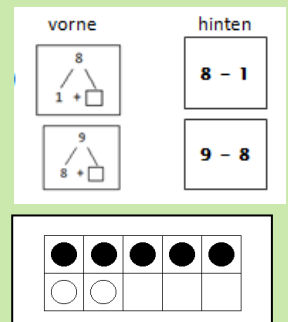 vorne hinten
8
1 + □
8 - 1
9
8 + □
9 - 8